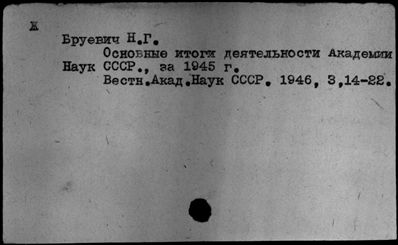 Бруевич Н.Г.
Основные итоги деятельности Академии
Наук СССР., за 1945 г.
Вестн.Акад.Наук СССР. 1946, 3,14-22.